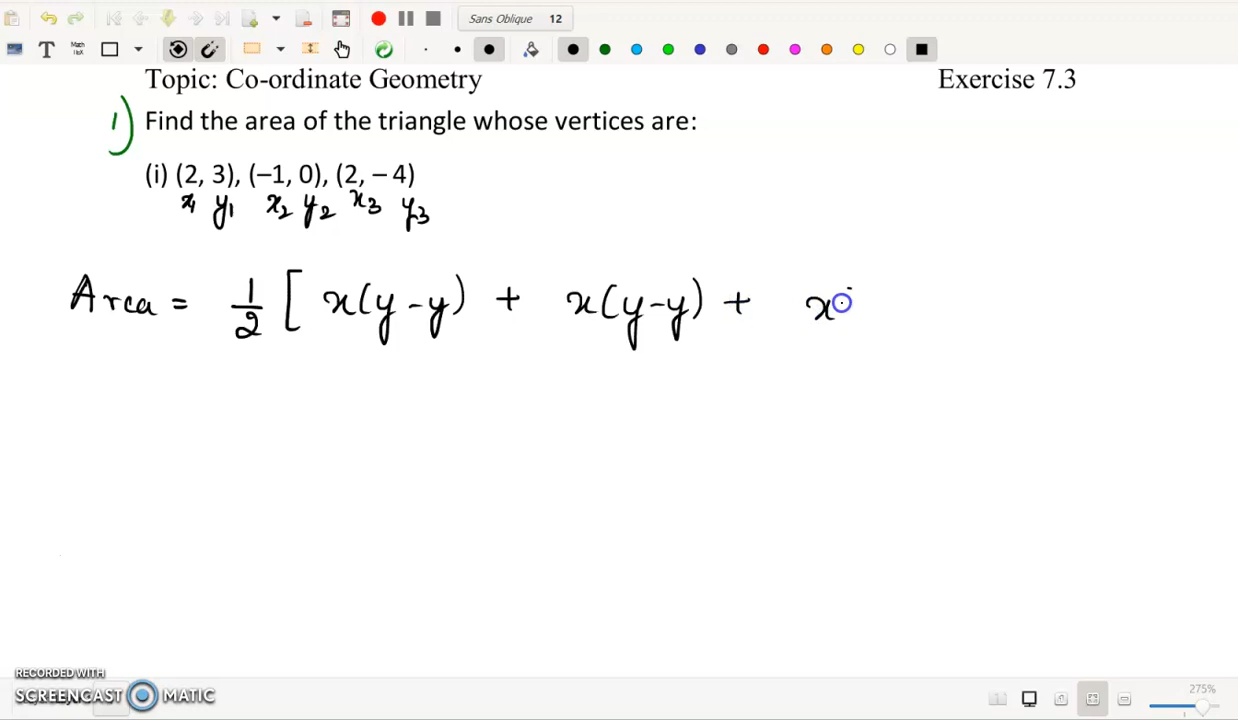 Sans Oblique 12
Topic: Co-ordinate Geometry Exercise 7.3
1) Find the area of the triangle whose vertices are:
(i) (2, 3), (–1, 0), (2, – 4)
x1 y1 x2 y2 x3 y3
Area = 1/2 [ x(y-y) + x(y-y) + x
RECORDED WITH
SCREENCAST MATIC
275%